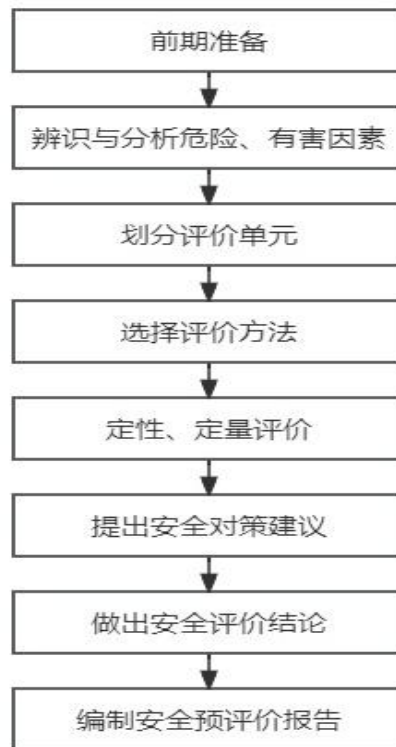 前期准备
辨识与分析危险、有害因素
划分评价单元
选择评价方法
定性、定量评价
提出安全对策建议
做出安全评价结论
编制安全预评价报告